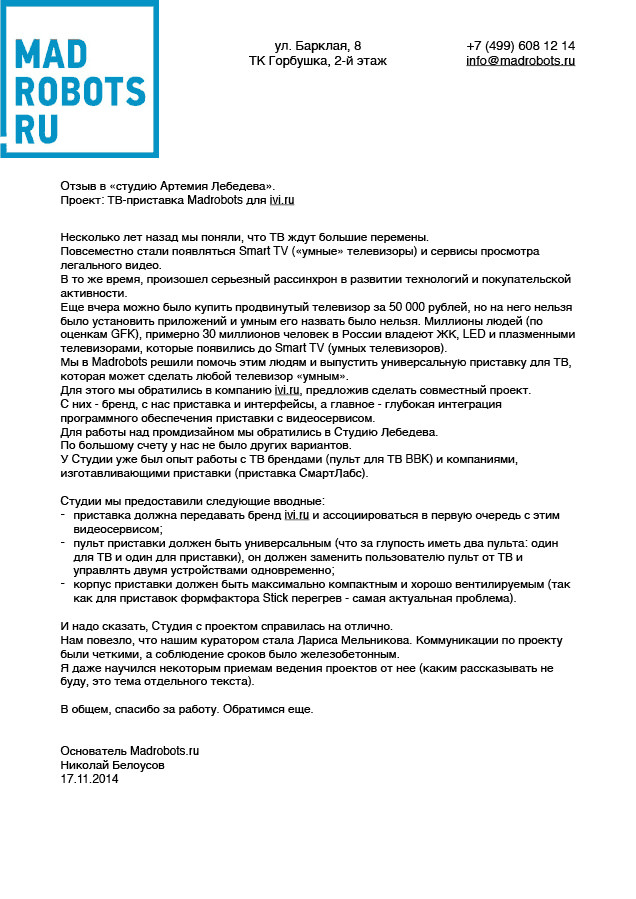 MAD
ROBOTS
RU
ул. Барклая, 8
ТК Горбушка, 2-й этаж
+7 (499) 608 12 14
info@madrobots.ru
Отзыв в «студию Артемия Лебедева».
Проект: ТВ-приставка Madrobots для ivi.ru
Несколько лет назад мы поняли, что ТВ ждут большие перемены.
Повсеместно стали появляться Smart TV («умные» телевизоры) и сервисы просмотра
легального видео.
В то же время, произошел серьезный рассинхрон в развитии технологий и покупательской
активности.
Еще вчера можно было купить продвинутый телевизор за 50 000 рублей, но на него нельзя
было установить приложений и умным его назвать было нельзя. Миллионы людей (по
оценкам GFK), примерно 30 миллионов человек в России владеют ЖК, LED и плазменными
телевизорами, которые появились до Smart TV (умных телевизоров).
Мы в Madrobots решили помочь этим людям и выпустить универсальную приставку для ТВ,
которая может сделать любой телевизор «умным».
Для этого мы обратились в компанию ivi.ru, предложив сделать совместный проект.
С них - бренд, с нас приставка и интерфейсы, а главное - глубокая интеграция
программного обеспечения приставки с видеосервисом.
Для работы над промдизайном мы обратились в Студию Лебедева.
По большому счету у нас не было других вариантов.
У Студии уже был опыт работы с ТВ брендами (пульт для ТВ BBK) и компаниями,
изготавливающими приставки (приставка СмартЛабс).
Студии мы предоставили следующие вводные:
- приставка должна передавать бренд ivi.ru и ассоциироваться в первую очередь с этим
видеосервисом;
- пульт приставки должен быть универсальным (что за глупость иметь два пульта: один
для ТВ и один для приставки), он должен заменить пользователю пульт от ТВ и
управлять двумя устройствами одновременно;
- корпус приставки должен быть максимально компактным и хорошо вентилируемым (так
как для приставок формфактора Stick перегрев - самая актуальная проблема).
И надо сказать, Студия с проектом справилась на отлично.
Нам повезло, что нашим куратором стала Лариса Мельникова. Коммуникации по проекту
были четкими, а соблюдение сроков было железобетонным.
Я даже научился некоторым приемам ведения проектов от нее (каким рассказывать не
буду, это тема отдельного текста).
В общем, спасибо за работу. Обратимся еще.
Основатель Madrobots.ru
Николай Белоусов
17.11.2014